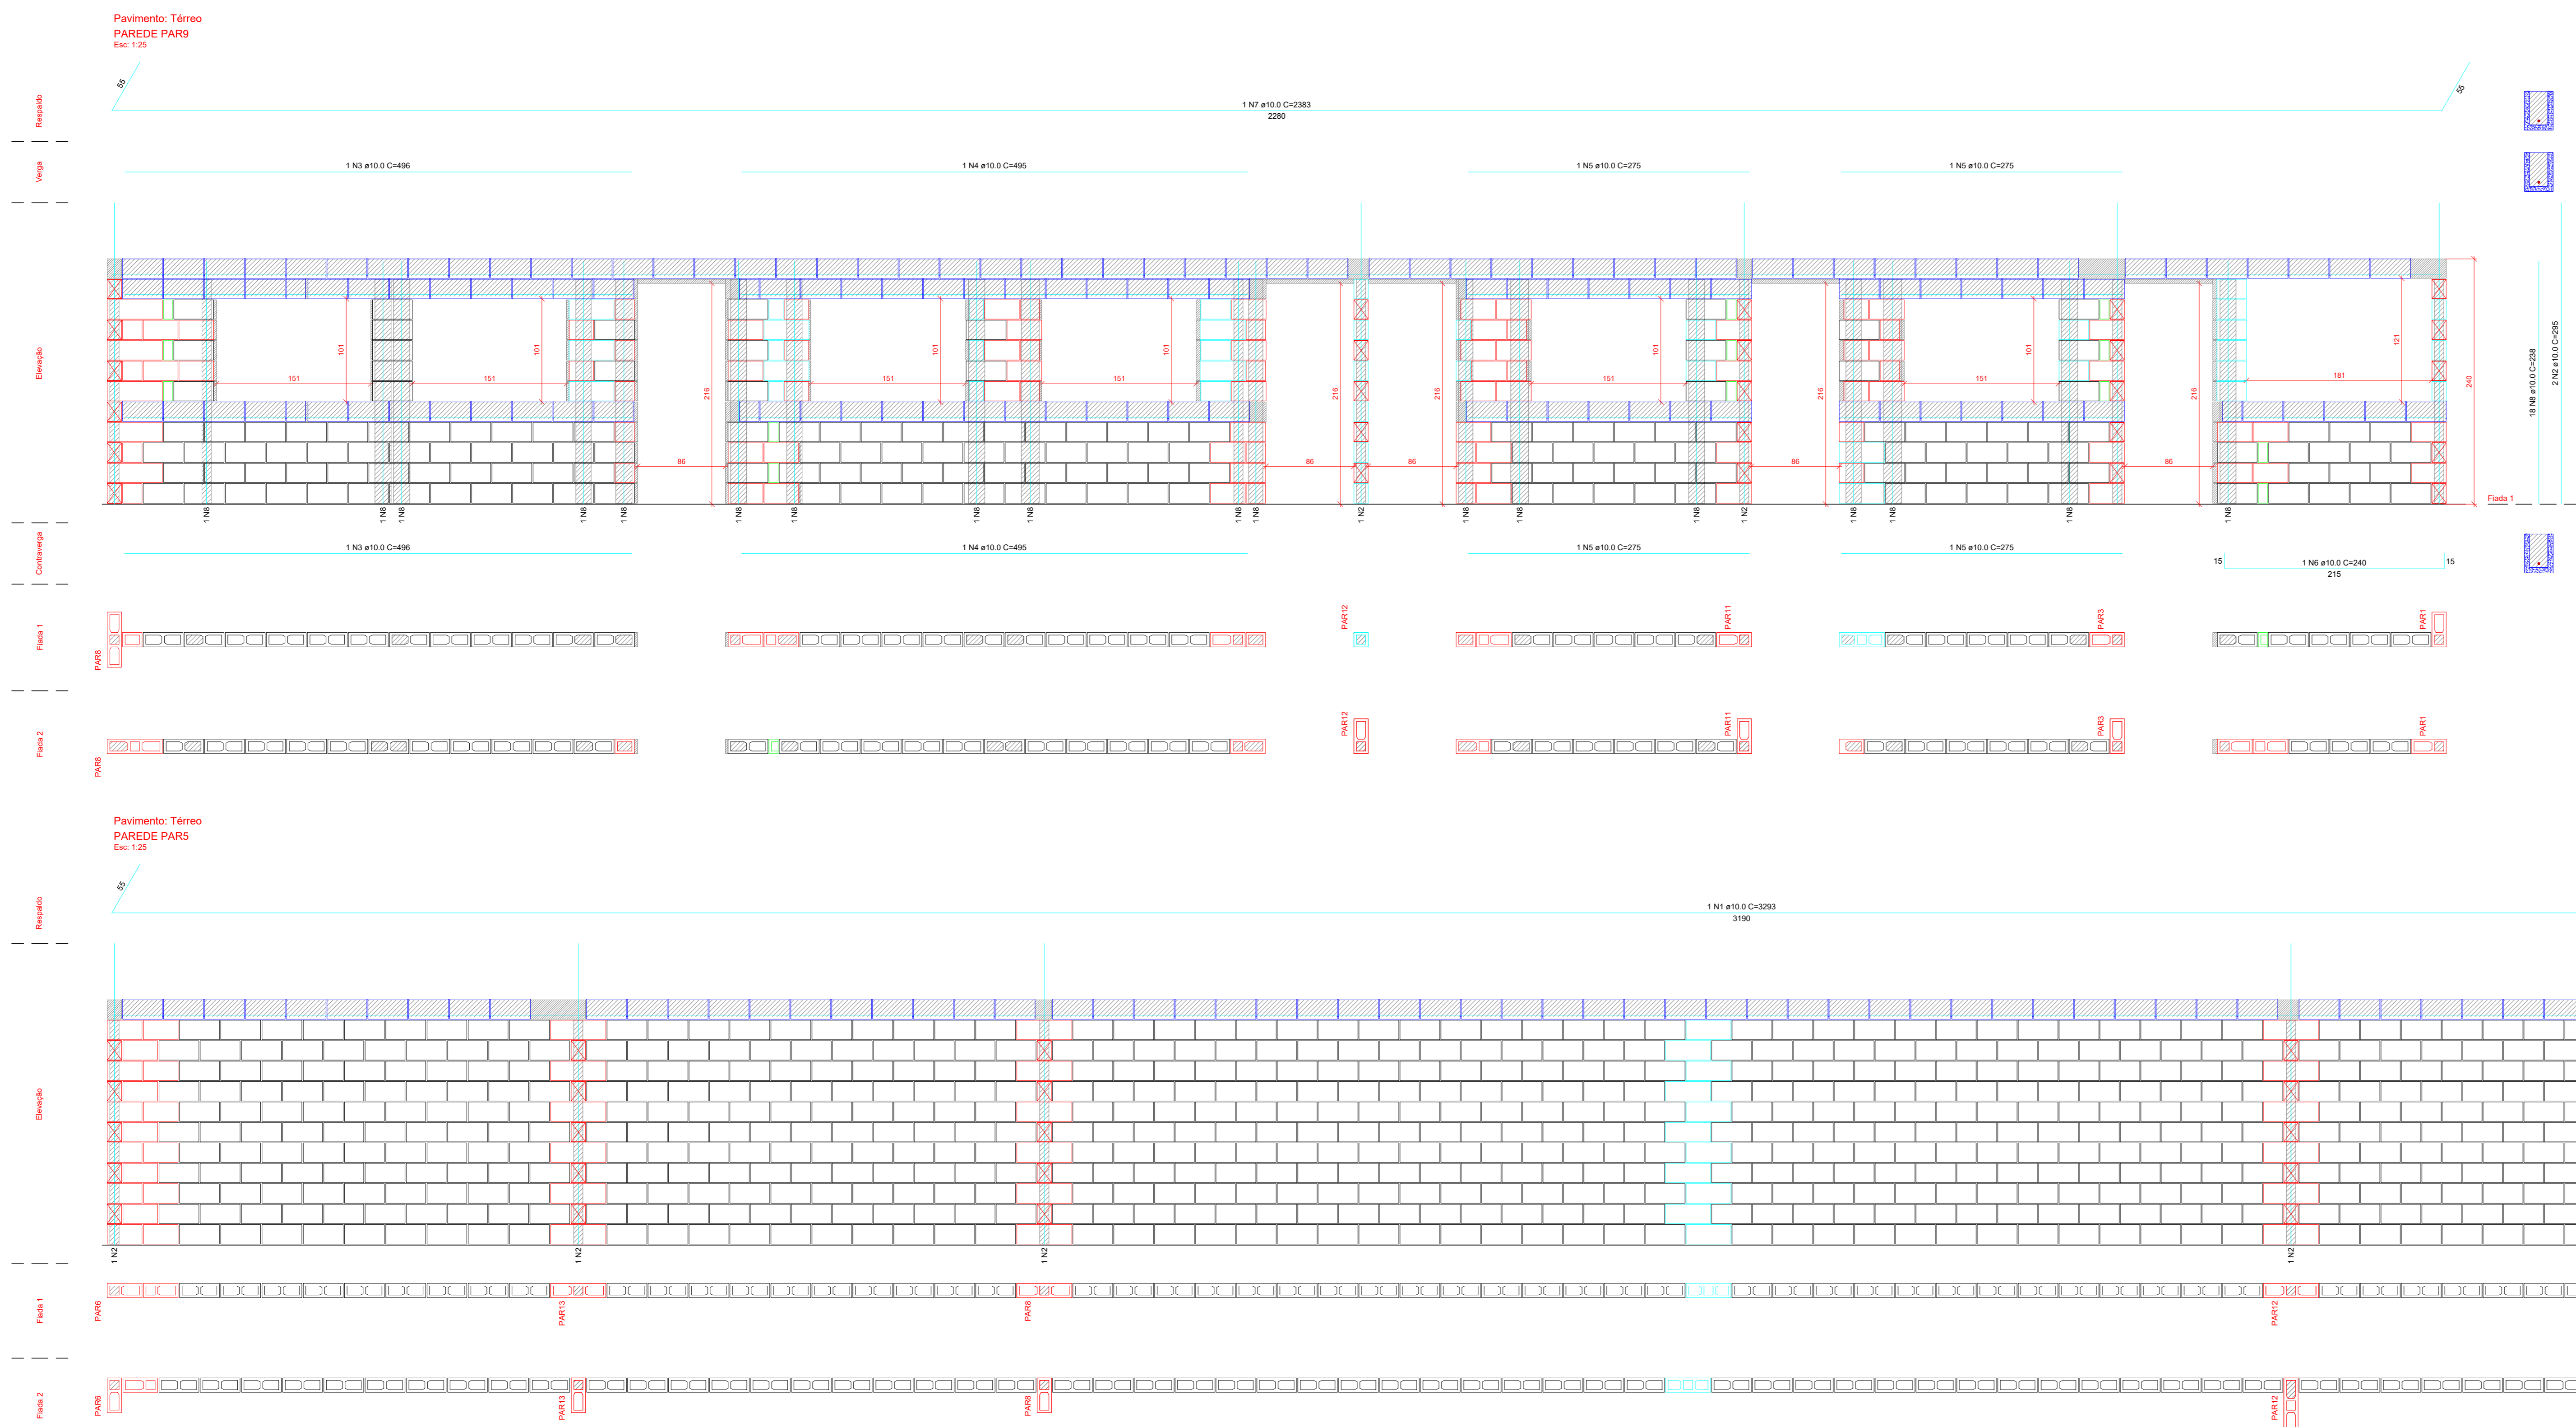 Pavimento: Térreo
PAREDE PAR9
Esc: 1:25
Respaldo
55
1 N7 ø10.0 C=2383
2280
55
Verga
1 N3 ø10.0 C=496
1 N4 ø10.0 C=495
1 N5 ø10.0 C=275
1 N5 ø10.0 C=275
Elevação
101
151
151
101
216
86
101
151
151
101
86
216
216
86
101
151
216
86
101
151
216
86
181
121
240
18 N8 ø10.0 C=238
2 N2 ø10.0 C=295
Fiada 1
1 N8
1 N8
1 N8
1 N8
1 N8
1 N8
1 N8
1 N8
1 N8
1 N8
1 N8
1 N2
1 N8
1 N8
1 N8
1 N2
1 N8
1 N8
1 N8
1 N8
Contraverga
1 N3 ø10.0 C=496
1 N4 ø10.0 C=495
1 N5 ø10.0 C=275
1 N5 ø10.0 C=275
15
1 N6 ø10.0 C=240
15
215
Fiada 1
PAR8
PAR12
PAR11
PAR3
PAR1
Fiada 2
PAR8
PAR12
PAR11
PAR3
PAR1
Pavimento: Térreo
PAREDE PAR5
Esc: 1:25
Respaldo
55
1 N1 ø10.0 C=3293
3190
Elevação
1 N2
1 N2
1 N2
1 N2
Fiada 1
PAR6
PAR13
PAR8
PAR12
Fiada 2
PAR6
PAR13
PAR8
PAR12